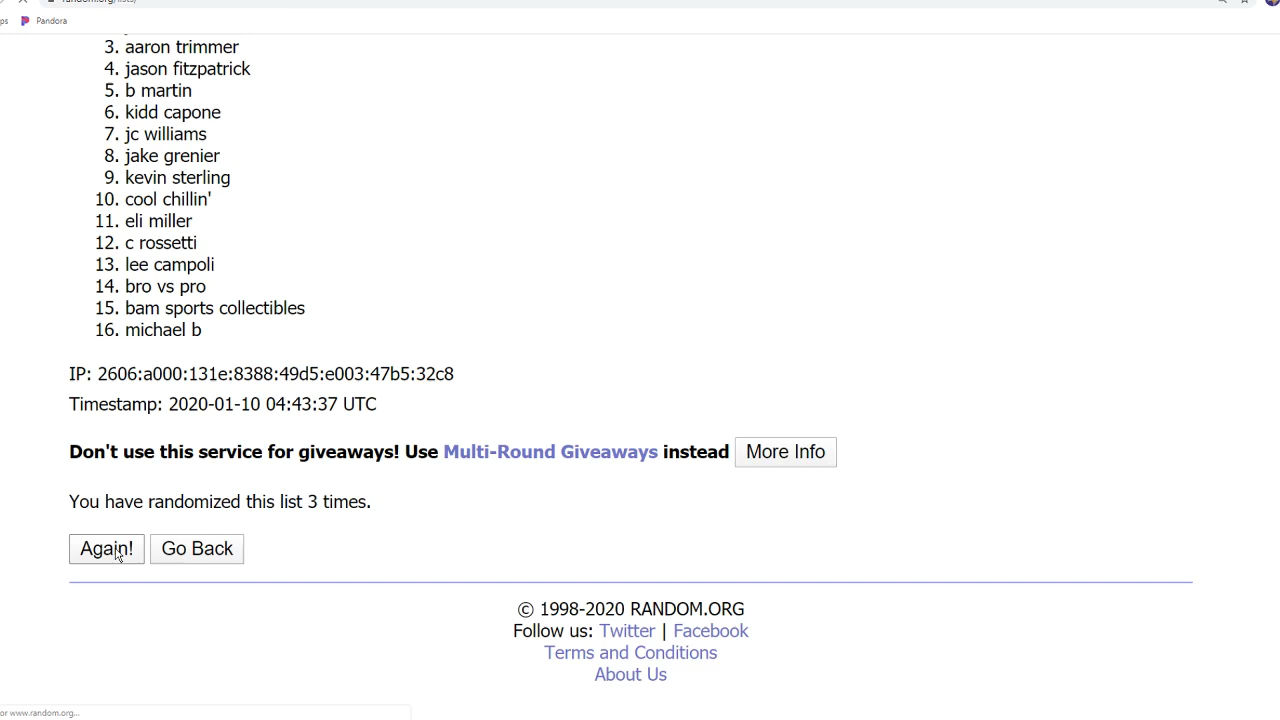 ps Pandora
3. aaron trimmer
4. jason fitzpatrick
5. b martin
6. kidd capone
7. jc williams
8. jake grenier
9. kevin sterling
10. cool chillin'
11. eli miller
12. c rossetti
13. lee campoli
14. bro vs pro
15. bam sports collectibles
16. michael b
IP: 2606:a000:131e:8388:49d5:e003:47b5:32c8
Timestamp: 2020-01-10 04:43:37 UTC
Don't use this service for giveaways! Use Multi-Round Giveaways instead More Info
You have randomized this list 3 times.
Again! Go Back
© 1998-2020 RANDOM.ORG
Follow us: Twitter | Facebook
Terms and Conditions
About Us
or www.random.org...